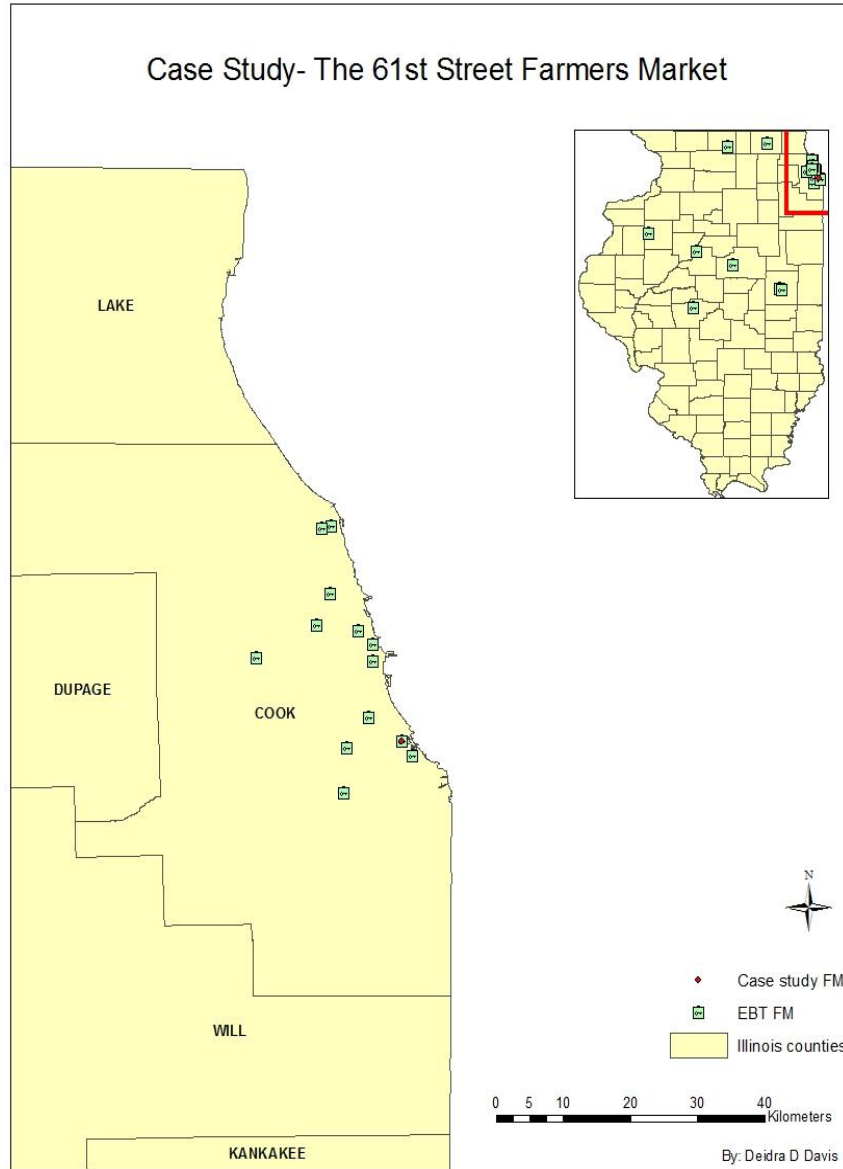 Case Study- The 61st Street Farmers Market
LAKE
DUPAGE
COOK
WILL
KANKAKEE
N
Case study FM
EBT FM
Illinois counties
0 5 10 20 30 40
Kilometers
By: Deidra D Davis